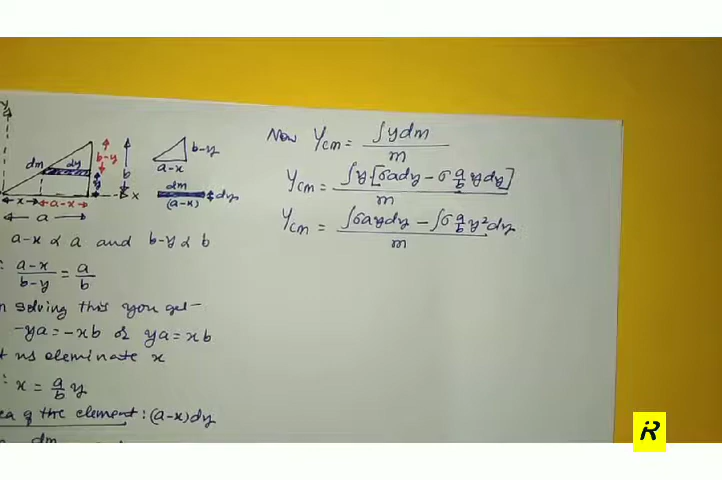 y
dm
dy
b-y
b
y
x
x
a-x
a
b-y
a-x
dm
dy
(a-x)
a-x α a and b-y α b
∴ a-x/b-y = a/b
solving this you get-
-ya = -xb or ya = xb
us eleminate x
∴ x = a/b y
of the element : (a-x)dy
dm
Now Ycm = ∫ydm/m
Ycm = ∫y[σady - σ a/b ydy]/m
Ycm = ∫σaydy - ∫σ a/b y²dy/m
R